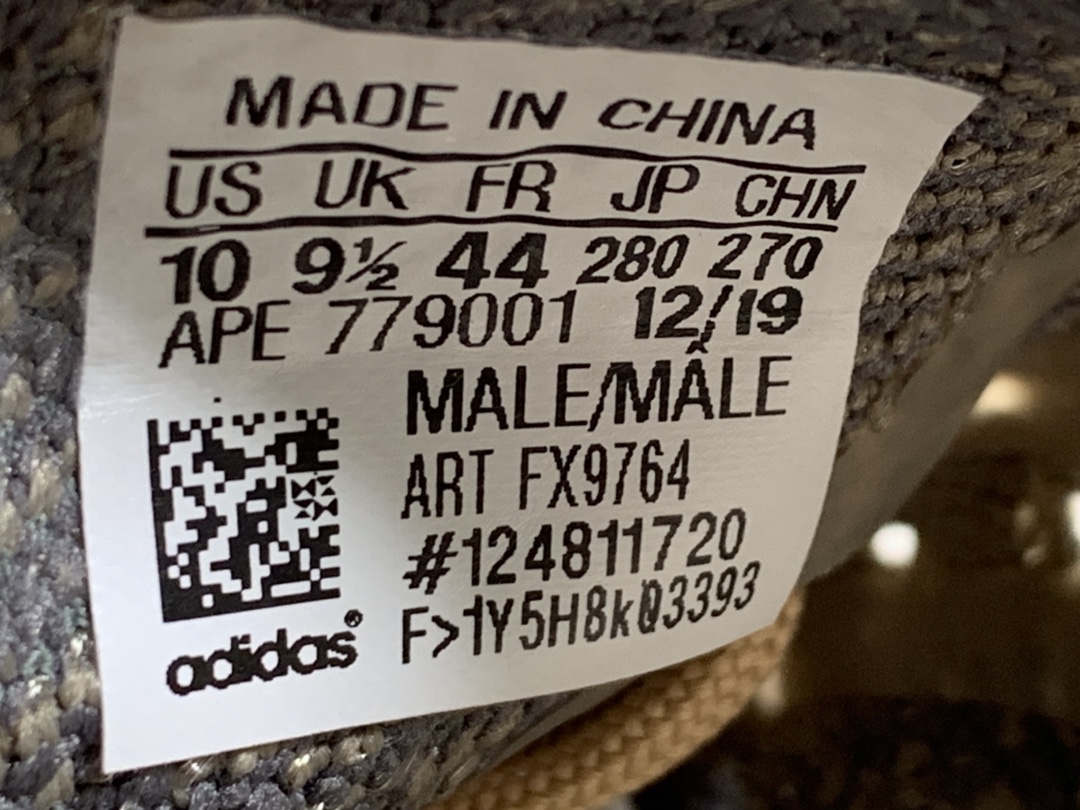 MADE IN CHINA
US UK FR JP CHN
10 9½ 44 280 270
APE 779001 12/19
MALE/MÂLE
ART FX9764
#124811720
F>1Y5H8kQ3393
adidas®